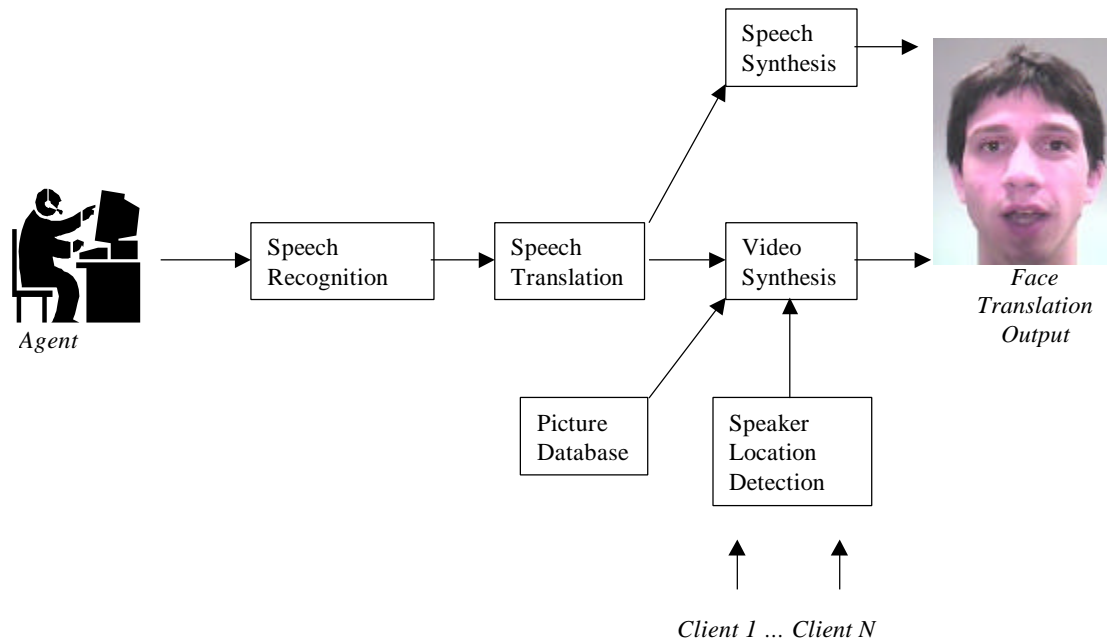 Speech
Synthesis
Speech
Recognition
Speech
Translation
Video
Synthesis
Face
Translation
Output
Agent
Picture
Database
Speaker
Location
Detection
Client 1 ... Client N